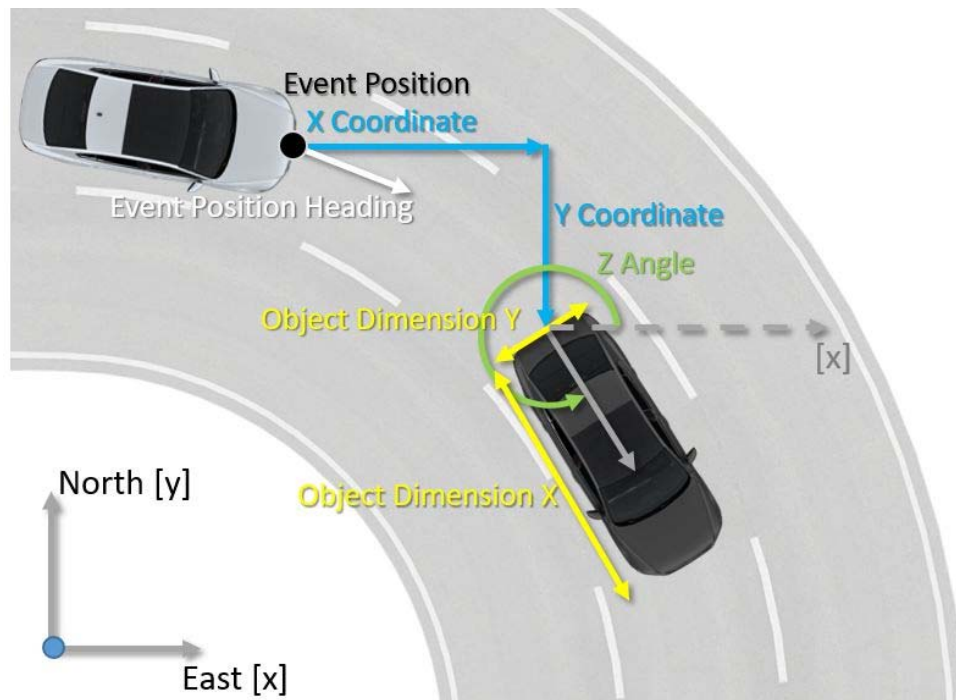 Event Position
X Coordinate
Event Position Heading
Y Coordinate
Z Angle
Object Dimension Y
[x]
Object Dimension X
North [y]
East [x]